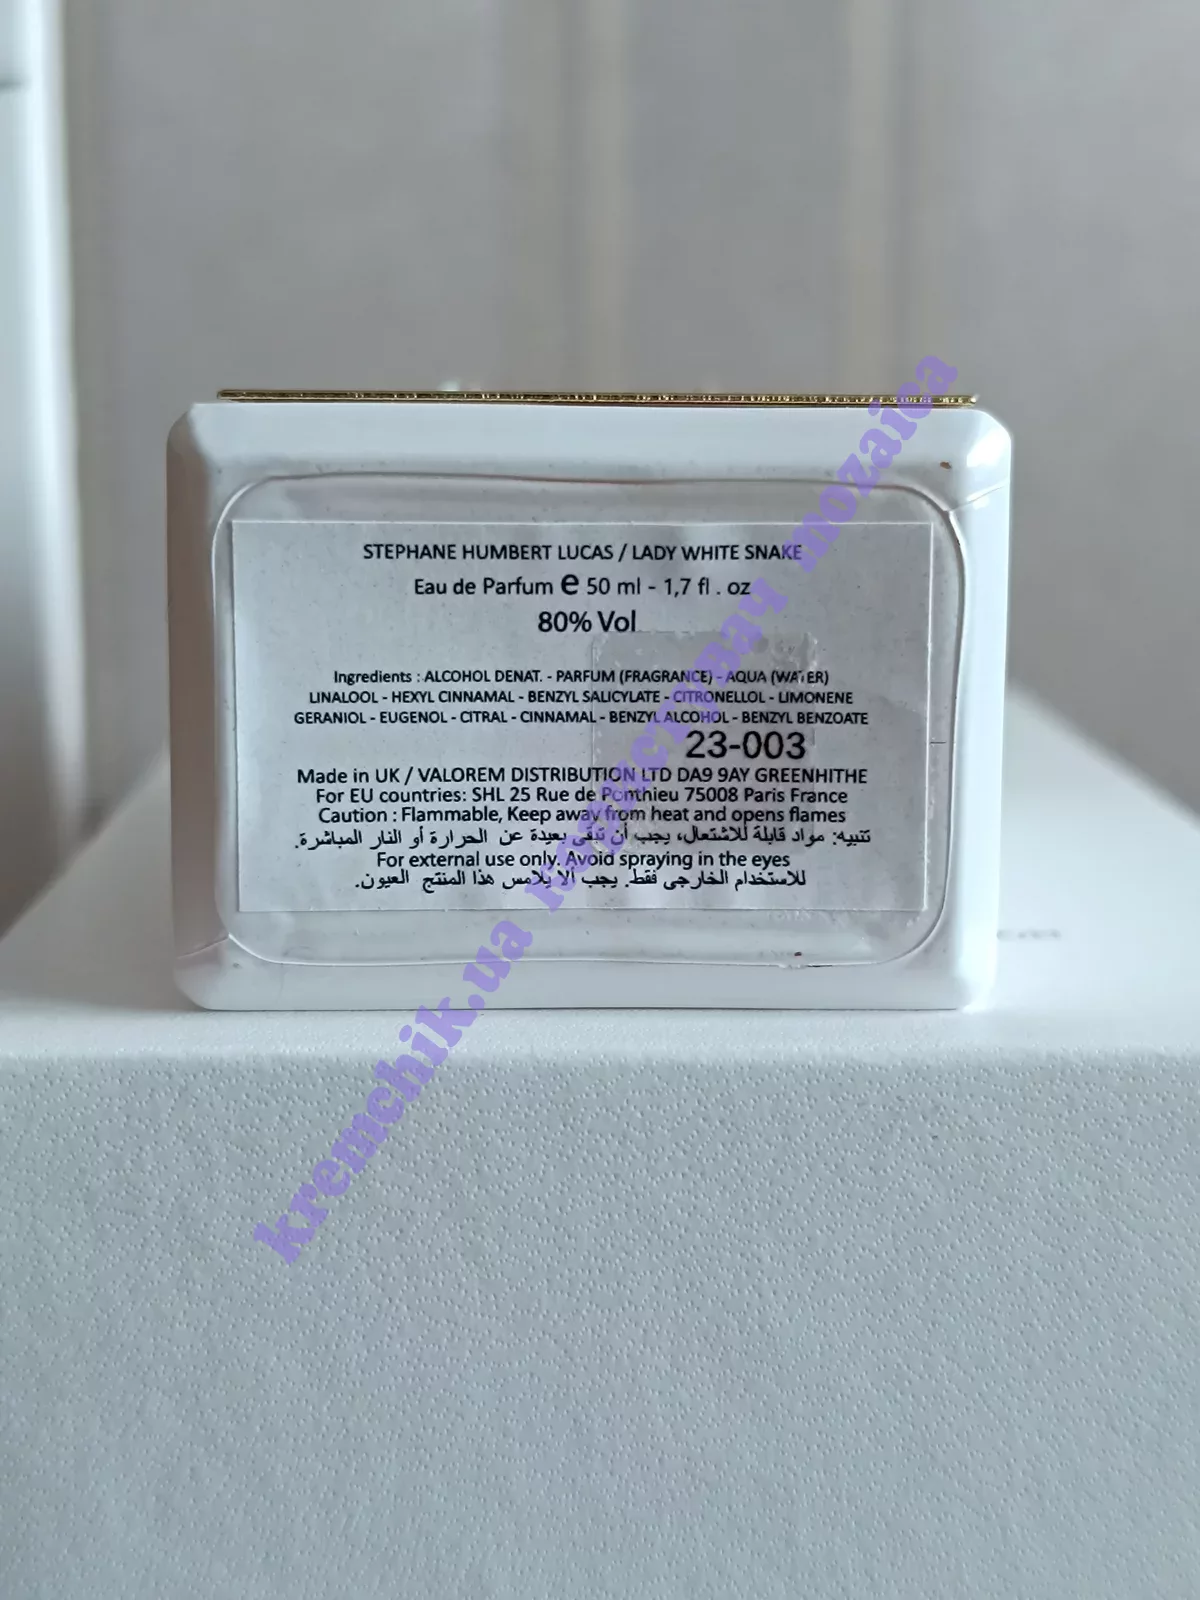 STEPHANE HUMBERT LUCAS / LADY WHITE SNAKE
Eau de Parfum e 50 ml - 1,7 fl . oz
80% Vol
Ingredients : ALCOHOL DENAT. - PARFUM (FRAGRANCE) - AQUA (WATER)
LINALOOL - HEXYL CINNAMAL - BENZYL SALICYLATE - CITRONELLOL - LIMONENE
GERANIOL - EUGENOL - CITRAL - CINNAMAL - BENZYL ALCOHOL - BENZYL BENZOATE
23-003
Made in UK / VALOREM DISTRIBUTION LTD DA9 9AY GREENHITHE
For EU countries: SHL 25 Rue de Ponthieu 75008 Paris France
Caution : Flammable, Keep away from heat and opens flames
تنبيه: مواد قابلة للاشتعال، يجب أن تبقى بعيدة عن الحرارة أو النار المباشرة.
For external use only. Avoid spraying in the eyes
للاستخدام الخارجي فقط. يجب ألا يلامس هذا المنتج العيون.
kremchik.ua користувач mozaica